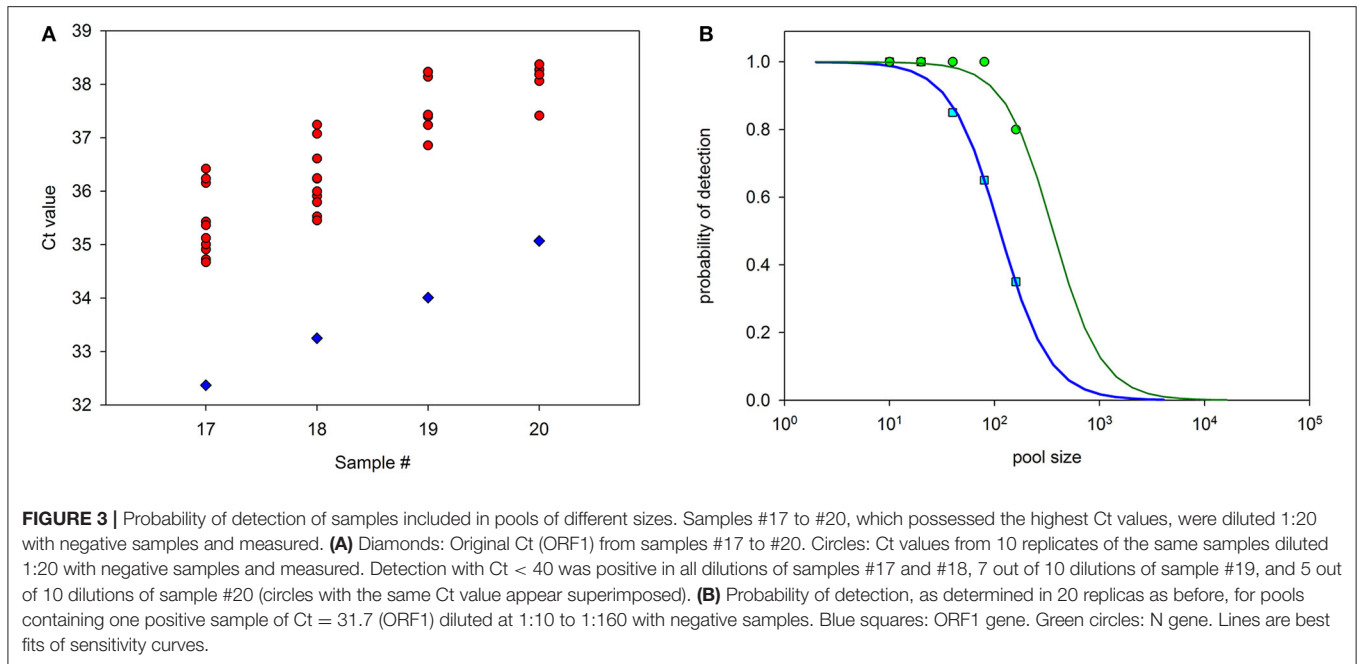 A
39
38
37
36
35
34
33
32
Ct value
17 18 19 20
Sample #
B
1.0
0.8
0.6
0.4
0.2
0.0
probability of detection
10⁰ 10¹ 10² 10³ 10⁴ 10⁵
pool size
FIGURE 3 | Probability of detection of samples included in pools of different sizes. Samples #17 to #20, which possessed the highest Ct values, were diluted 1:20
with negative samples and measured. (A) Diamonds: Original Ct (ORF1) from samples #17 to #20. Circles: Ct values from 10 replicates of the same samples diluted
1:20 with negative samples and measured. Detection with Ct < 40 was positive in all dilutions of samples #17 and #18, 7 out of 10 dilutions of sample #19, and 5 out
of 10 dilutions of sample #20 (circles with the same Ct value appear superimposed). (B) Probability of detection, as determined in 20 replicas as before, for pools
containing one positive sample of Ct = 31.7 (ORF1) diluted at 1:10 to 1:160 with negative samples. Blue squares: ORF1 gene. Green circles: N gene. Lines are best
fits of sensitivity curves.